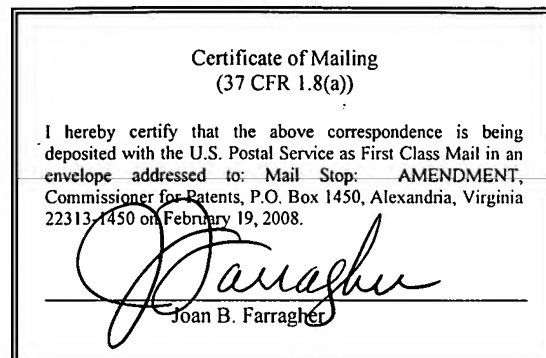 Certificate of Mailing
(37 CFR 1.8(a))
I hereby certify that the above correspondence is being
deposited with the U.S. Postal Service as First Class Mail in an
envelope addressed to: Mail Stop: AMENDMENT,
Commissioner for Patents, P.O. Box 1450, Alexandria, Virginia
22313-1450 on February 19, 2008.
J Farragher
Joan B. Farragher